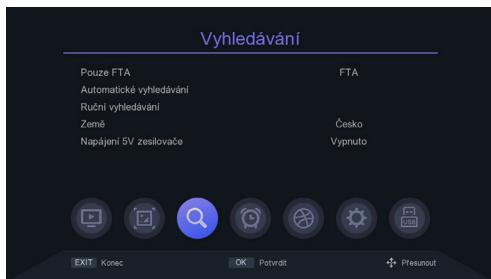 Vyhledávání
Pouze FTA FTA
Automatické vyhledávání
Ruční vyhledávání
Země Česko
Napájení 5V zesilovače Vypnuto
USB
EXIT Konec OK Potvrdit Přesunout